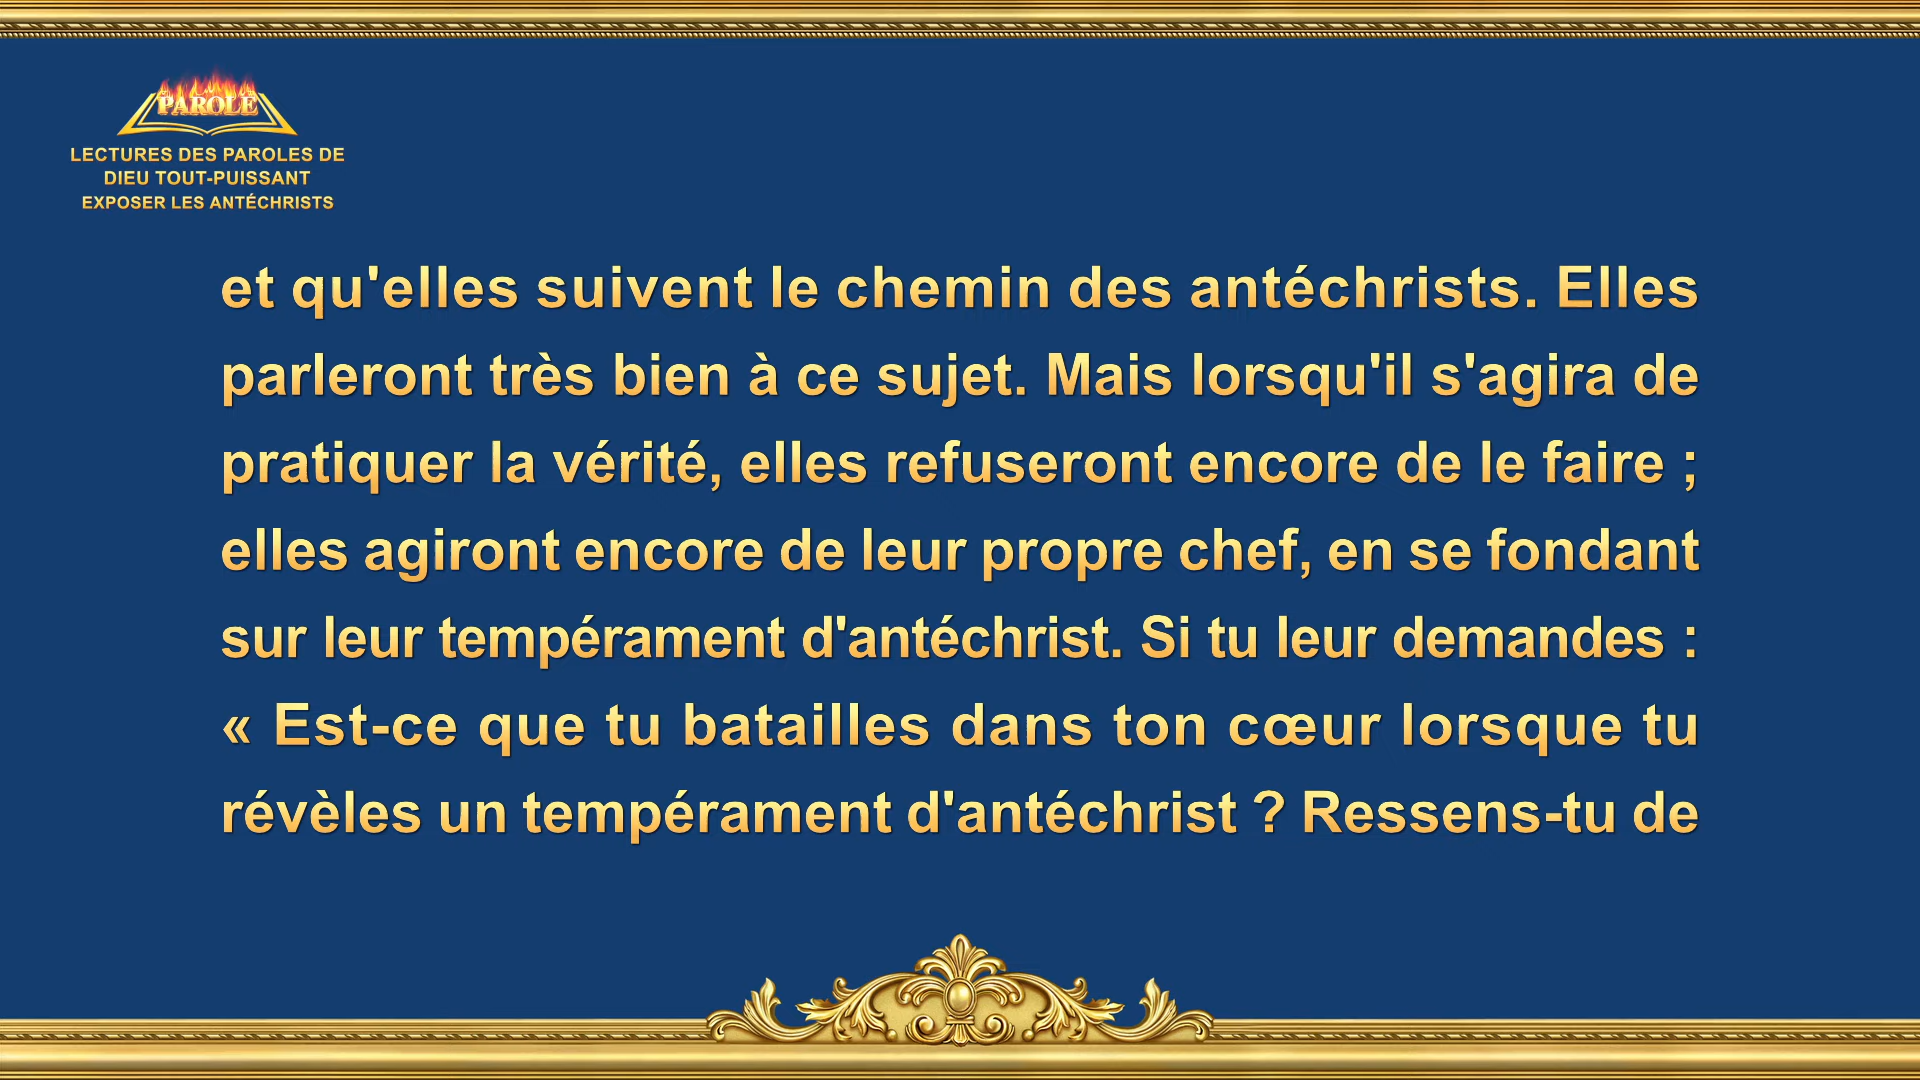 PAROLE
LECTURES DES PAROLES DE
DIEU TOUT-PUISSANT
EXPOSER LES ANTÉCHRISTS
et qu'elles suivent le chemin des antéchrists. Elles
parleront très bien à ce sujet. Mais lorsqu'il s'agira de
pratiquer la vérité, elles refuseront encore de le faire ;
elles agiront encore de leur propre chef, en se fondant
sur leur tempérament d'antéchrist. Si tu leur demandes :
« Est-ce que tu batailles dans ton cœur lorsque tu
révèles un tempérament d'antéchrist ? Ressens-tu de